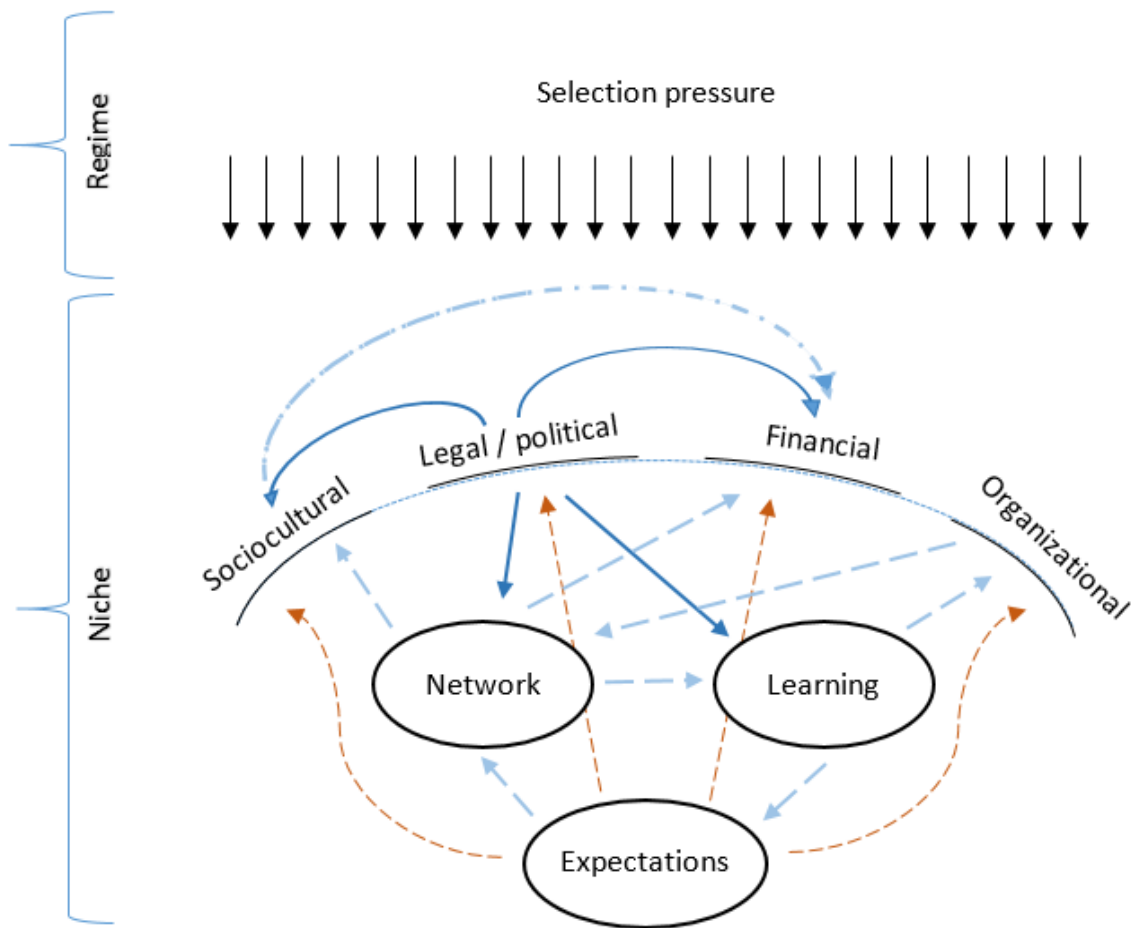 Regime
Selection pressure
Niche
Sociocultural
Legal / political
Financial
Organizational
Network
Learning
Expectations